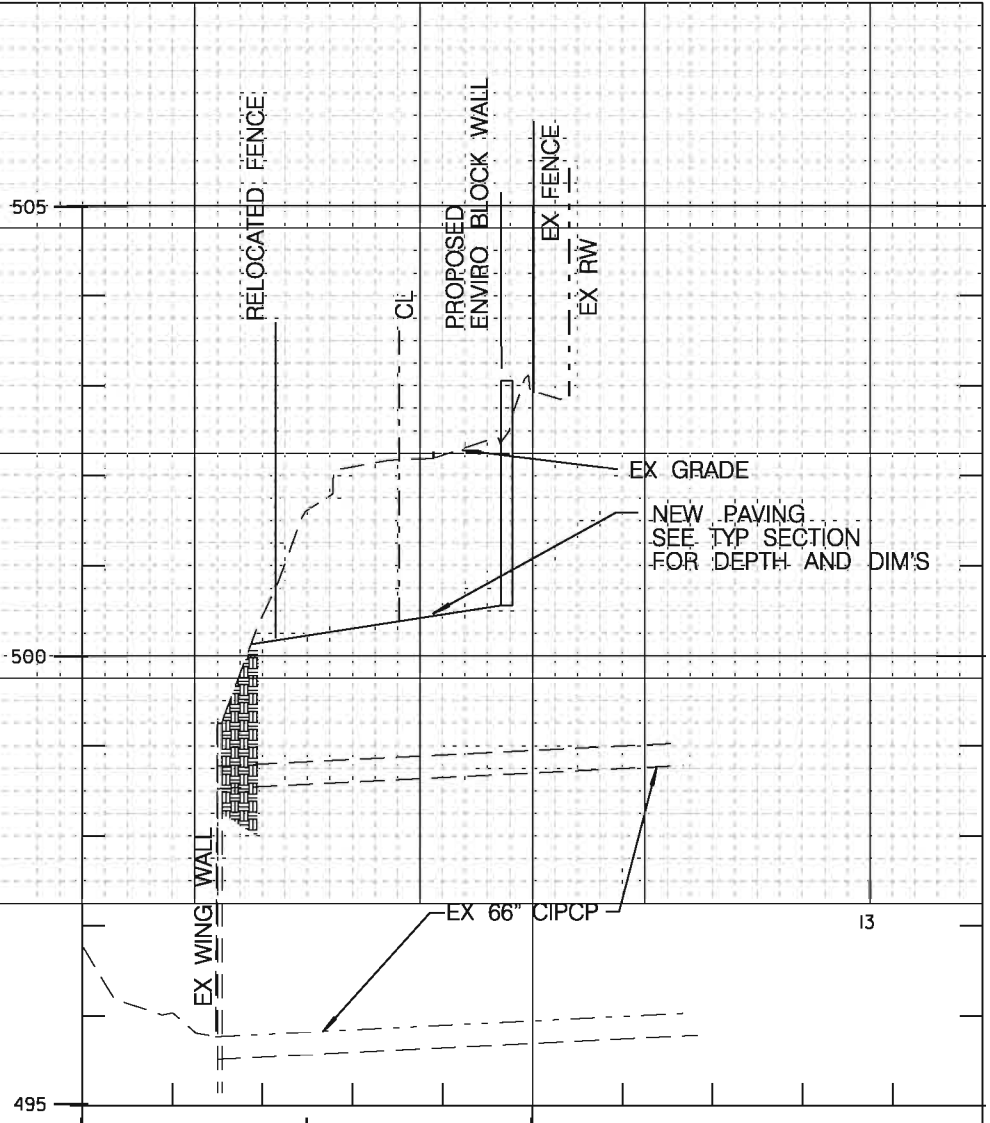 RELOCATED FENCE
CL
PROPOSED
ENVIRO BLOCK WALL
EX FENCE
EX RW
505
EX GRADE
NEW PAVING
SEE TYP SECTION
FOR DEPTH AND DIM'S
500
EX WING WALL
EX 66" CIPCP
13
495